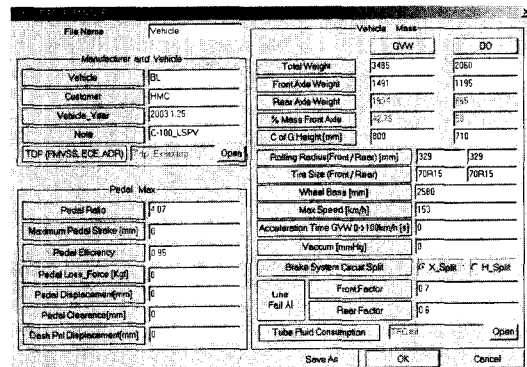 File Name
Vehicle
Manufacturer and Vehicle
Vehicle
BL
Customer
HMC
Vehicle_Year
2003.1.25
Note
C-100_LSPV
TDP (FMVSS, ECE, ADR)
Open
Pedal Max
Pedal Ratio
4.07
Maximum Pedal Stroke (mm)
Pedal Efficiency
0.95
Pedal Loss_Force [Kgf]
0
Pedal Displacement[mm]
0
Pedal Clearance[mm]
0
Dash Pnl Displacement[mm]
0
Vehicle Mass
GVW DO
Total Weight 3485 2060
Front Axle Weight 1491 1195
Rear Axle Weight
% Mass Front Axle
C of G Height[mm] 800 710
Rolling Radius(Front / Rear) [mm] 329 329
Tire Size (Front / Rear) 70R15 70R15
Wheel Base [mm] 2580
Max Speed [km/h] 153
Acceleration Time GVW 0->100km/h [s] 0
Vaccum [mmHg] 0
Brake System Circuit Split X_Split H_Split
Line Fail Al
Front Factor 0.7
Rear Factor 0.6
Tube Fluid Consumption Open
Save As OK Cancel